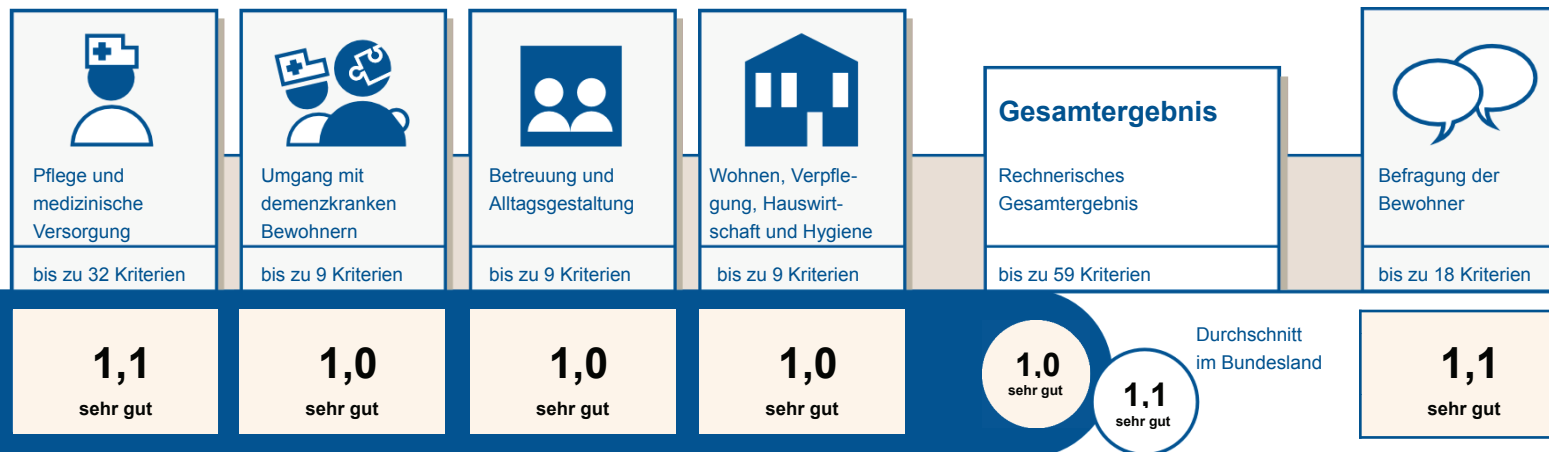 Pflege und
medizinische
Versorgung
bis zu 32 Kriterien
1,1
sehr gut
Umgang mit
demenzkranken
Bewohnern
bis zu 9 Kriterien
1,0
sehr gut
Betreuung und
Alltagsgestaltung
bis zu 9 Kriterien
1,0
sehr gut
Wohnen, Verpfle-
gung, Hauswirt-
schaft und Hygiene
bis zu 9 Kriterien
1,0
sehr gut
Gesamtergebnis
Rechnerisches
Gesamtergebnis
bis zu 59 Kriterien
1,0
sehr gut
Durchschnitt
im Bundesland
1,1
sehr gut
Befragung der
Bewohner
bis zu 18 Kriterien
1,1
sehr gut